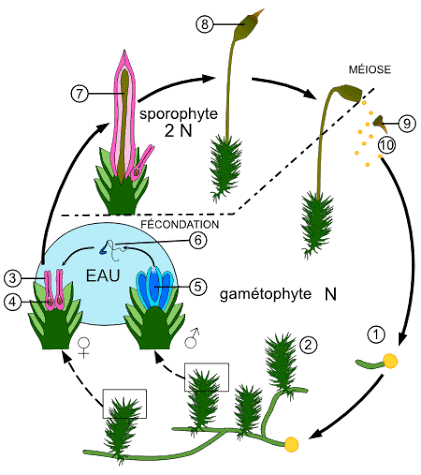 8
MÉIOSE
7
sporophyte
2 N
9
10
FÉCONDATION
6
3
EAU
4
5
gamétophyte N
♀
♂
2
1